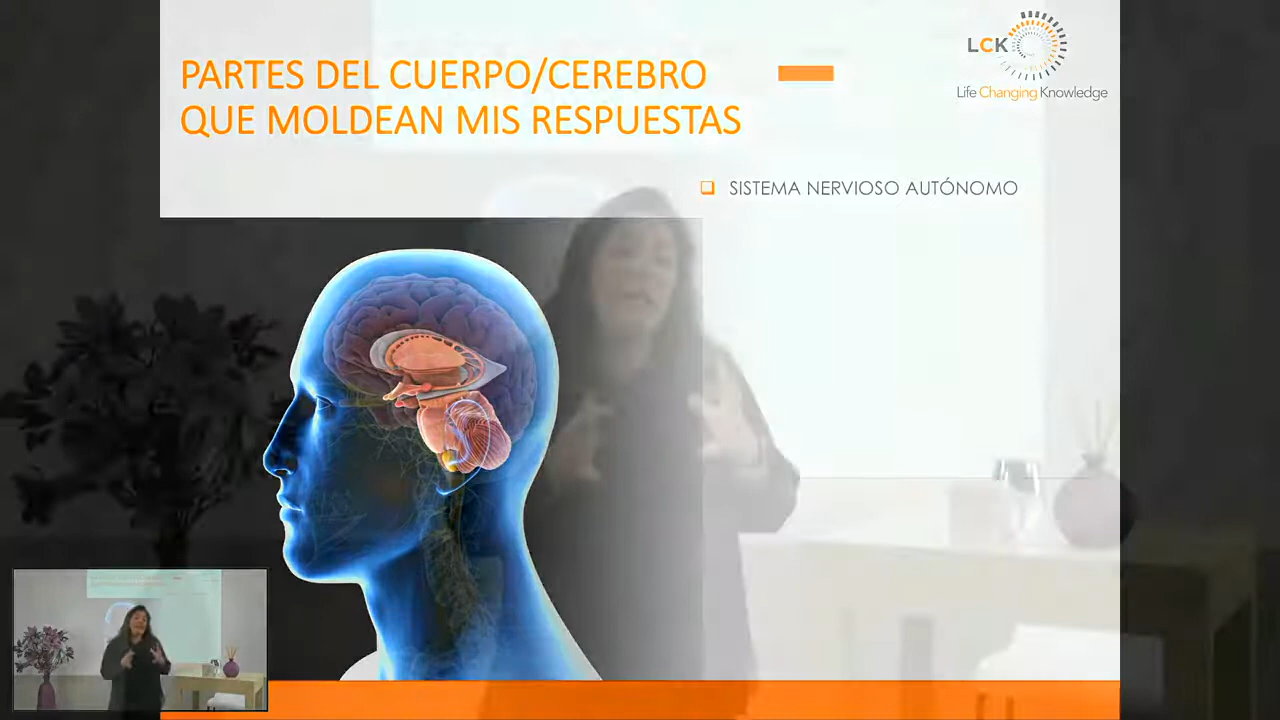 PARTES DEL CUERPO/CEREBRO
QUE MOLDEAN MIS RESPUESTAS
LCK
Life Changing Knowledge
❑ SISTEMA NERVIOSO AUTÓNOMO